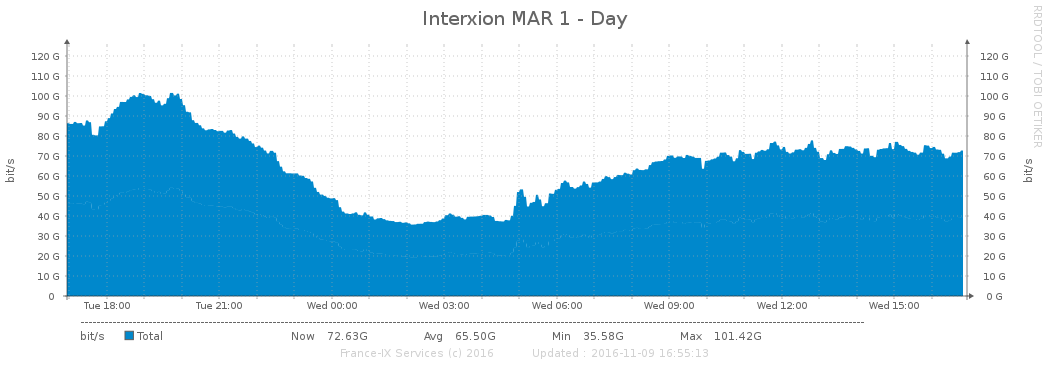 Interxion MAR 1 - Day
RRDTOOL / TOBI OETIKER
bit/s
120 G 120 G
110 G 110 G
100 G 100 G
90 G 90 G
80 G 80 G
70 G 70 G
60 G 60 G
50 G 50 G
40 G 40 G
30 G 30 G
20 G 20 G
10 G 10 G
0 0 G
bit/s
Tue 18:00 Tue 21:00 Wed 00:00 Wed 03:00 Wed 06:00 Wed 09:00 Wed 12:00 Wed 15:00
bit/s Total Now 72.63G Avg 65.50G Min 35.58G Max 101.42G
France-IX Services (c) 2016 Updated : 2016-11-09 16:55:13